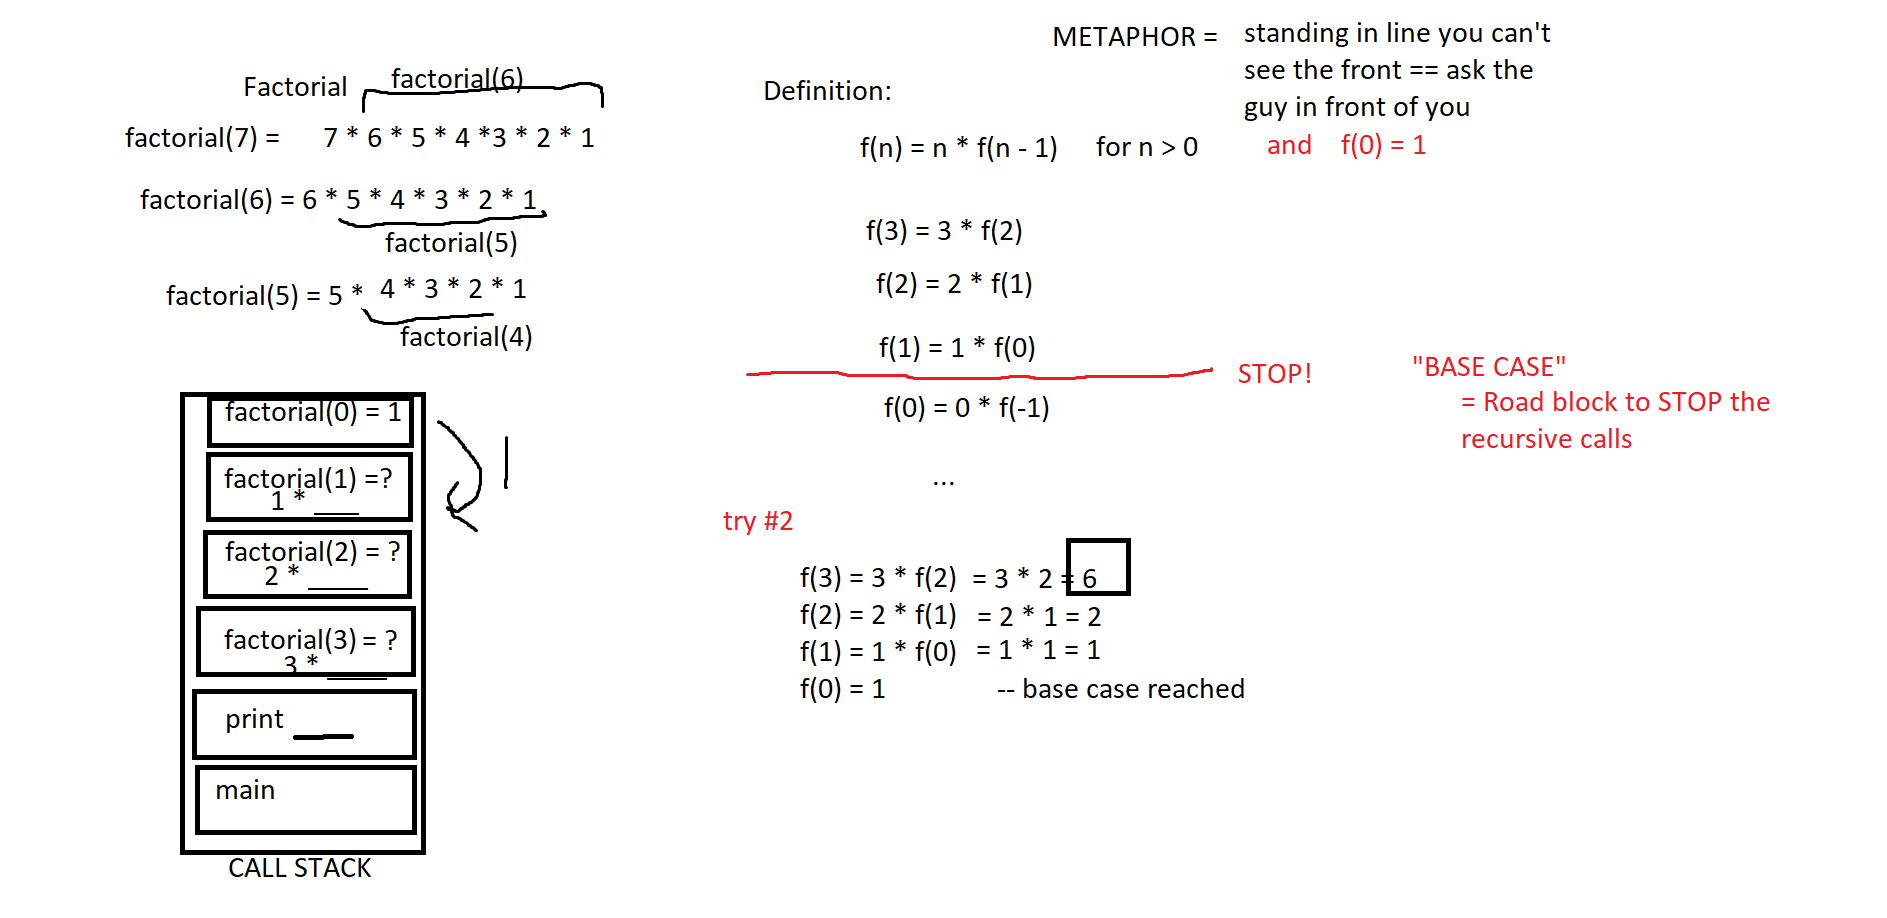 METAPHOR = standing in line you can't
see the front == ask the
guy in front of you
Factorial factorial(6)
factorial(7) = 7 * 6 * 5 * 4 *3 * 2 * 1
factorial(6) = 6 * 5 * 4 * 3 * 2 * 1
factorial(5)
factorial(5) = 5 * 4 * 3 * 2 * 1
factorial(4)
factorial(0) = 1
factorial(1) =?
1 * ___
factorial(2) = ?
2 * ____
factorial(3) = ?
3 * ____
print ____
main
CALL STACK
1
Definition:
f(n) = n * f(n - 1) for n > 0 and f(0) = 1
f(3) = 3 * f(2)
f(2) = 2 * f(1)
f(1) = 1 * f(0)
STOP!
f(0) = 0 * f(-1)
...
"BASE CASE"
= Road block to STOP the
recursive calls
try #2
f(3) = 3 * f(2) = 3 * 2 = 6
f(2) = 2 * f(1) = 2 * 1 = 2
f(1) = 1 * f(0) = 1 * 1 = 1
f(0) = 1 -- base case reached